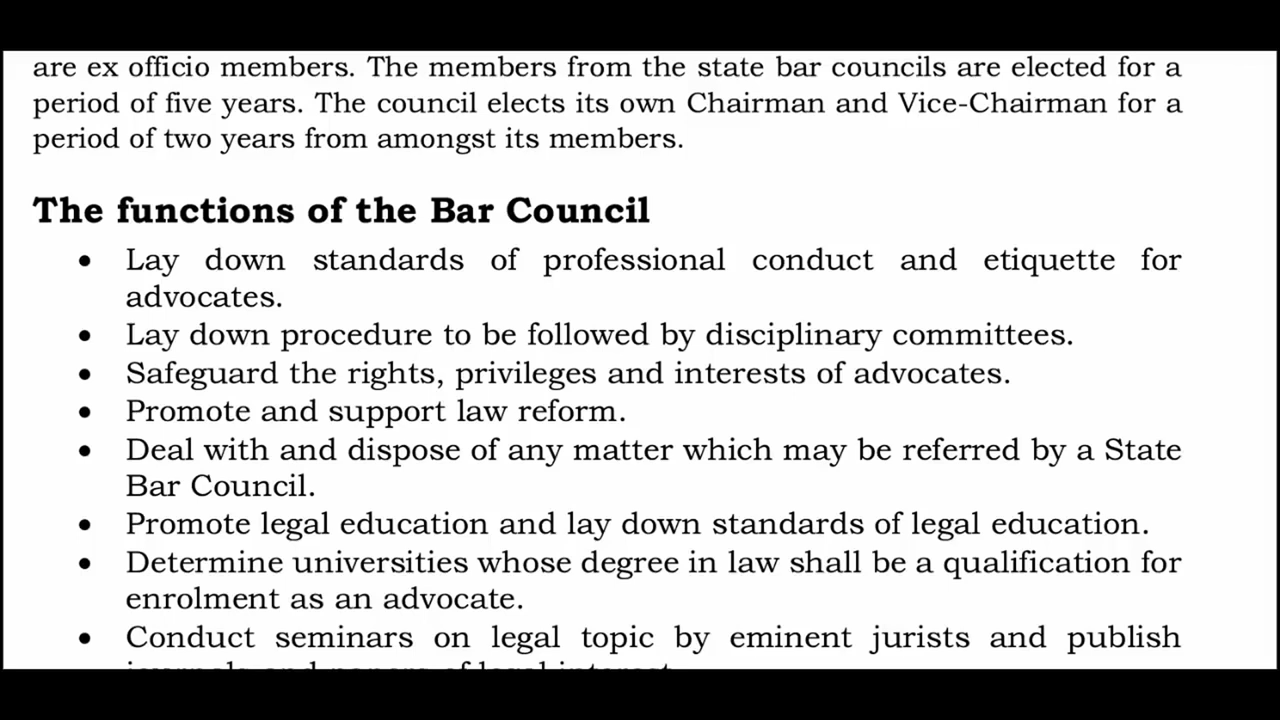 are ex officio members. The members from the state bar councils are elected for a
period of five years. The council elects its own Chairman and Vice-Chairman for a
period of two years from amongst its members.
The functions of the Bar Council
• Lay down standards of professional conduct and etiquette for
advocates.
• Lay down procedure to be followed by disciplinary committees.
• Safeguard the rights, privileges and interests of advocates.
• Promote and support law reform.
• Deal with and dispose of any matter which may be referred by a State
Bar Council.
• Promote legal education and lay down standards of legal education.
• Determine universities whose degree in law shall be a qualification for
enrolment as an advocate.
• Conduct seminars on legal topic by eminent jurists and publish
journals and papers of legal interest.